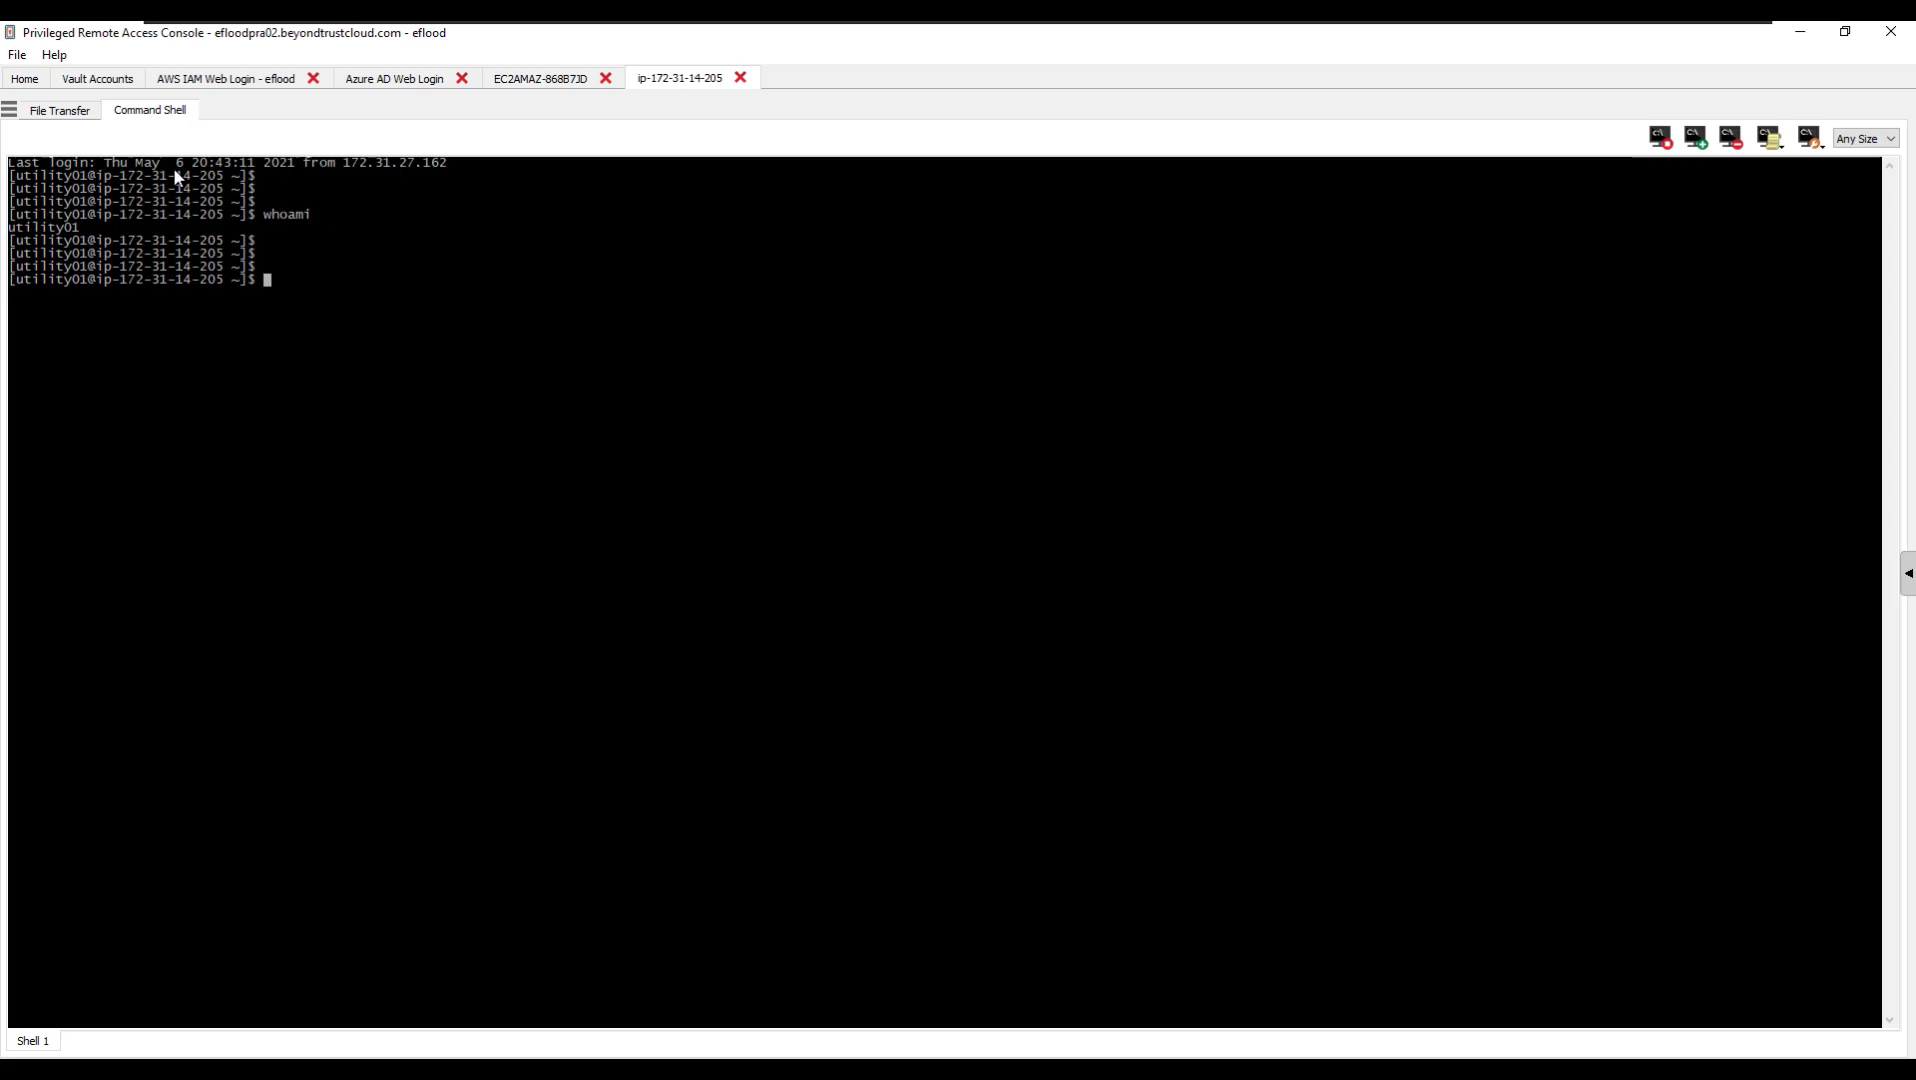 Privileged Remote Access Console - efloodpra02.beyondtrustcloud.com - eflood
File Help
Home Vault Accounts AWS IAM Web Login - eflood Azure AD Web Login EC2AMAZ-868B7JD ip-172-31-14-205
File Transfer Command Shell
Any Size
Last login: Thu May  6 20:43:11 2021 from 172.31.27.162
[utility01@ip-172-31-14-205 ~]$
[utility01@ip-172-31-14-205 ~]$
[utility01@ip-172-31-14-205 ~]$
[utility01@ip-172-31-14-205 ~]$ whoami
utility01
[utility01@ip-172-31-14-205 ~]$
[utility01@ip-172-31-14-205 ~]$
[utility01@ip-172-31-14-205 ~]$
[utility01@ip-172-31-14-205 ~]$
Shell 1